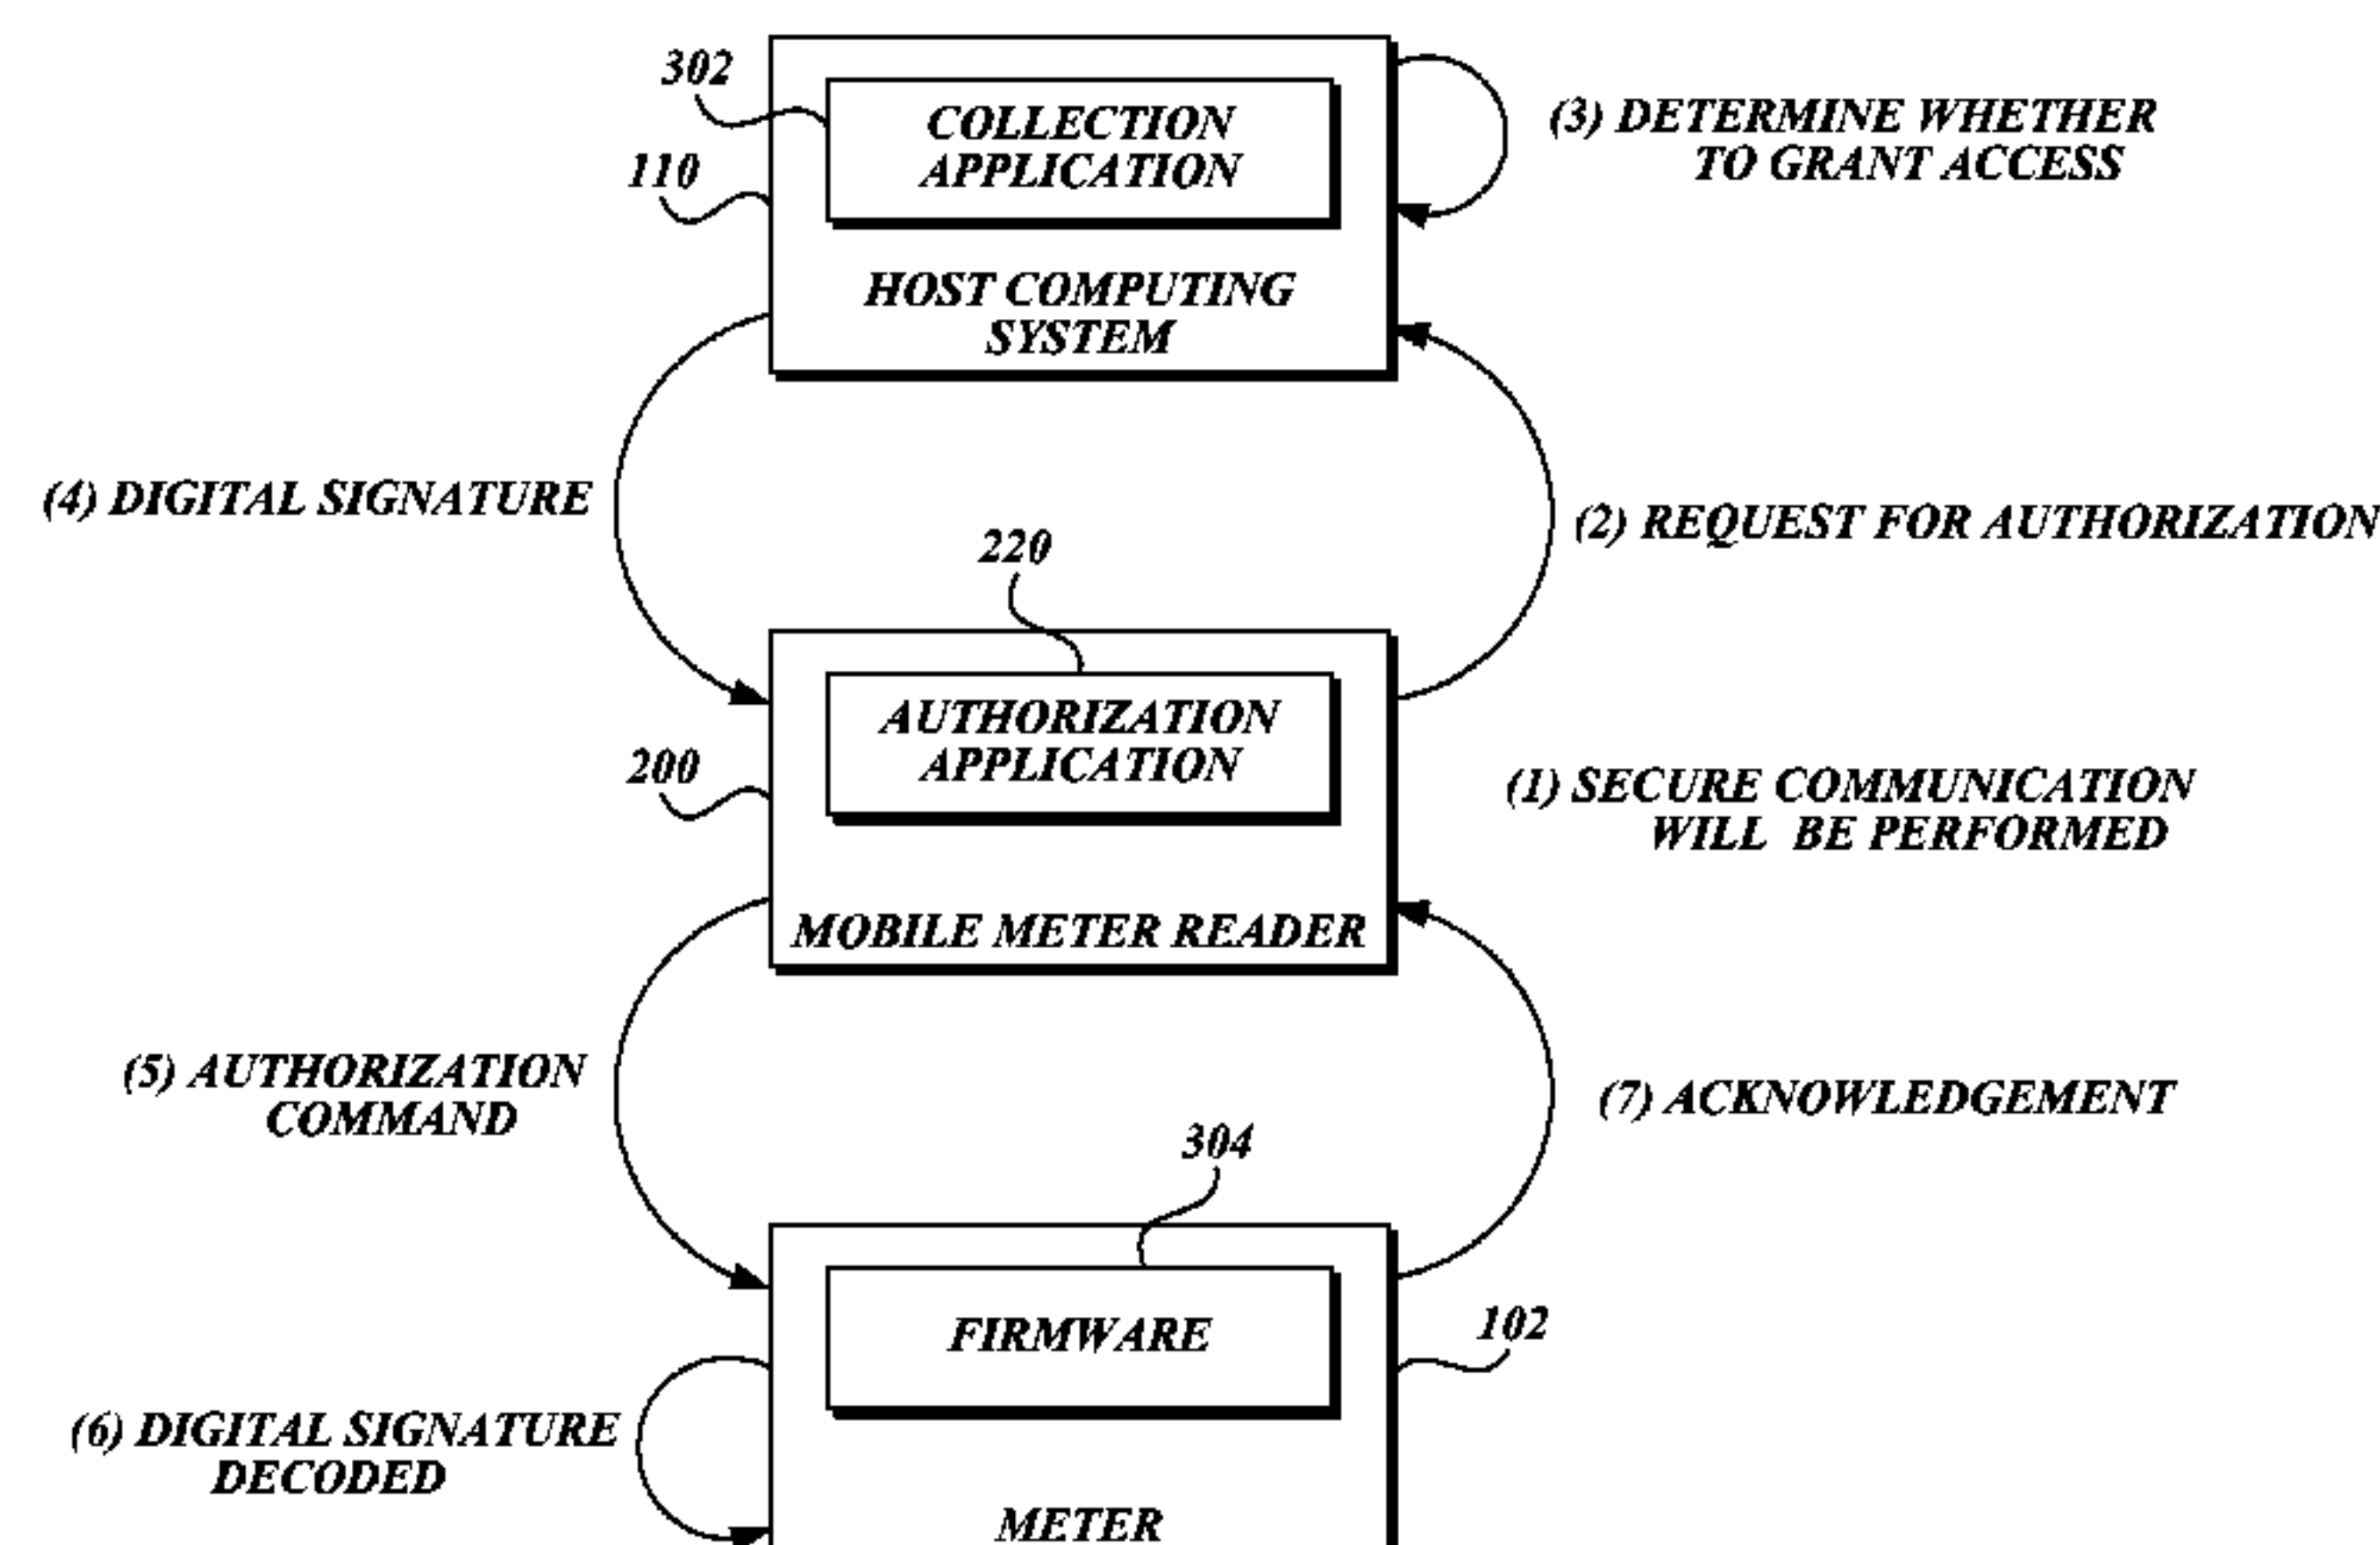 302
COLLECTION
APPLICATION
110
HOST COMPUTING
SYSTEM
(3) DETERMINE WHETHER
TO GRANT ACCESS
(4) DIGITAL SIGNATURE
(2) REQUEST FOR AUTHORIZATION
220
AUTHORIZATION
APPLICATION
200
MOBILE METER READER
(1) SECURE COMMUNICATION
WILL BE PERFORMED
(5) AUTHORIZATION
COMMAND
(7) ACKNOWLEDGEMENT
304
FIRMWARE
102
(6) DIGITAL SIGNATURE
DECODED
METER